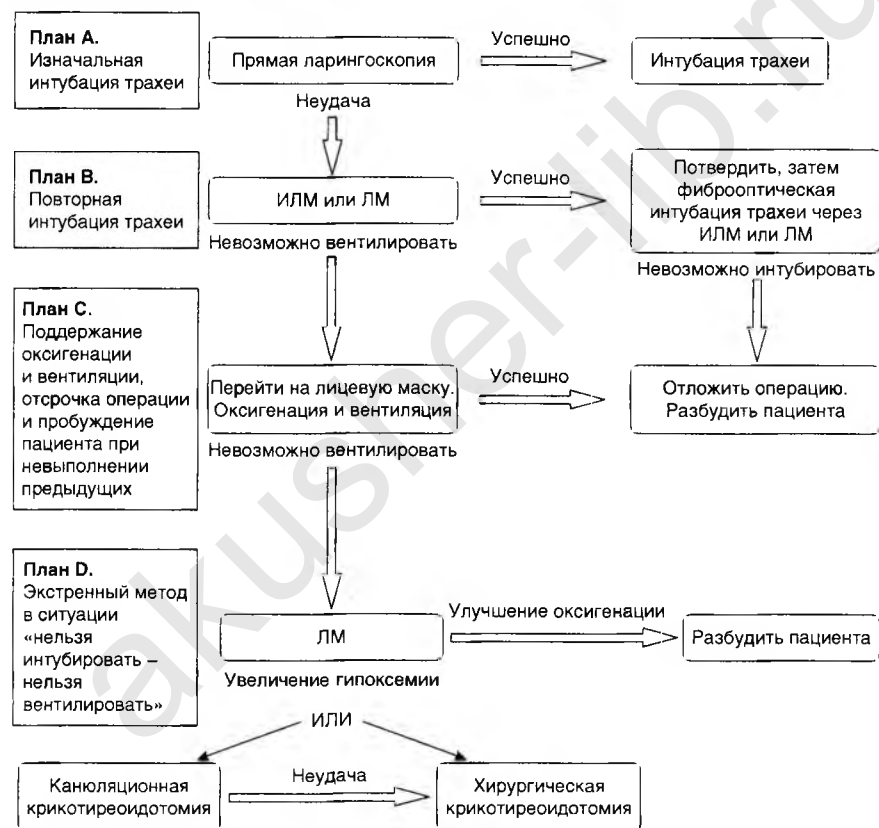 План A.
Изначальная
интубация трахеи
Прямая ларингоскопия
Успешно
Интубация трахеи
Неудача
План B.
Повторная
интубация трахеи
ИЛМ или ЛМ
Успешно
Потвердить, затем
фиброоптическая
интубация трахеи через
ИЛМ или ЛМ
Невозможно вентилировать
Невозможно интубировать
План C.
Поддержание
оксигенации
и вентиляции,
отсрочка операции
и пробуждение
пациента при
невыполнении
предыдущих
Перейти на лицевую маску.
Оксигенация и вентиляция
Успешно
Отложить операцию.
Разбудить пациента
Невозможно вентилировать
План D.
Экстренный метод
в ситуации
«нельзя
интубировать –
нельзя
вентилировать»
ЛМ
Улучшение оксигенации
Разбудить пациента
Увеличение гипоксемии
ИЛИ
Канюляционная
крикотиреоидотомия
Неудача
Хирургическая
крикотиреоидотомия
akusher-lib.ru